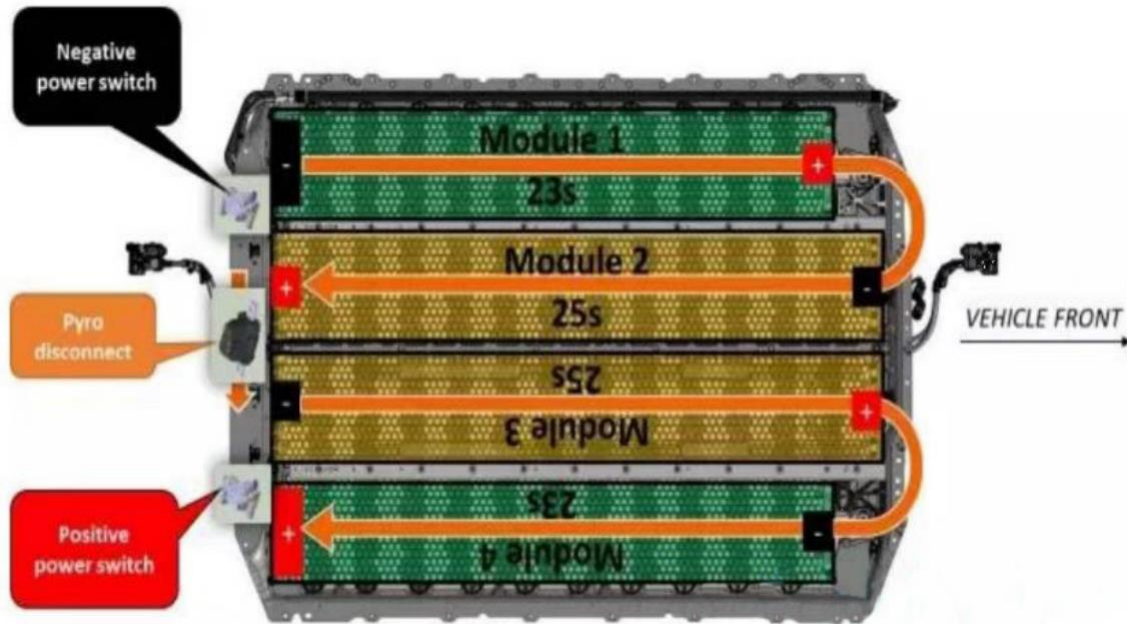 Negative
power switch
Module 1
-
+
23s
Module 2
+
-
25s
Pyro
disconnect
VEHICLE FRONT
25s
-
+
Module 3
23s
+
-
Module 4
Positive
power switch